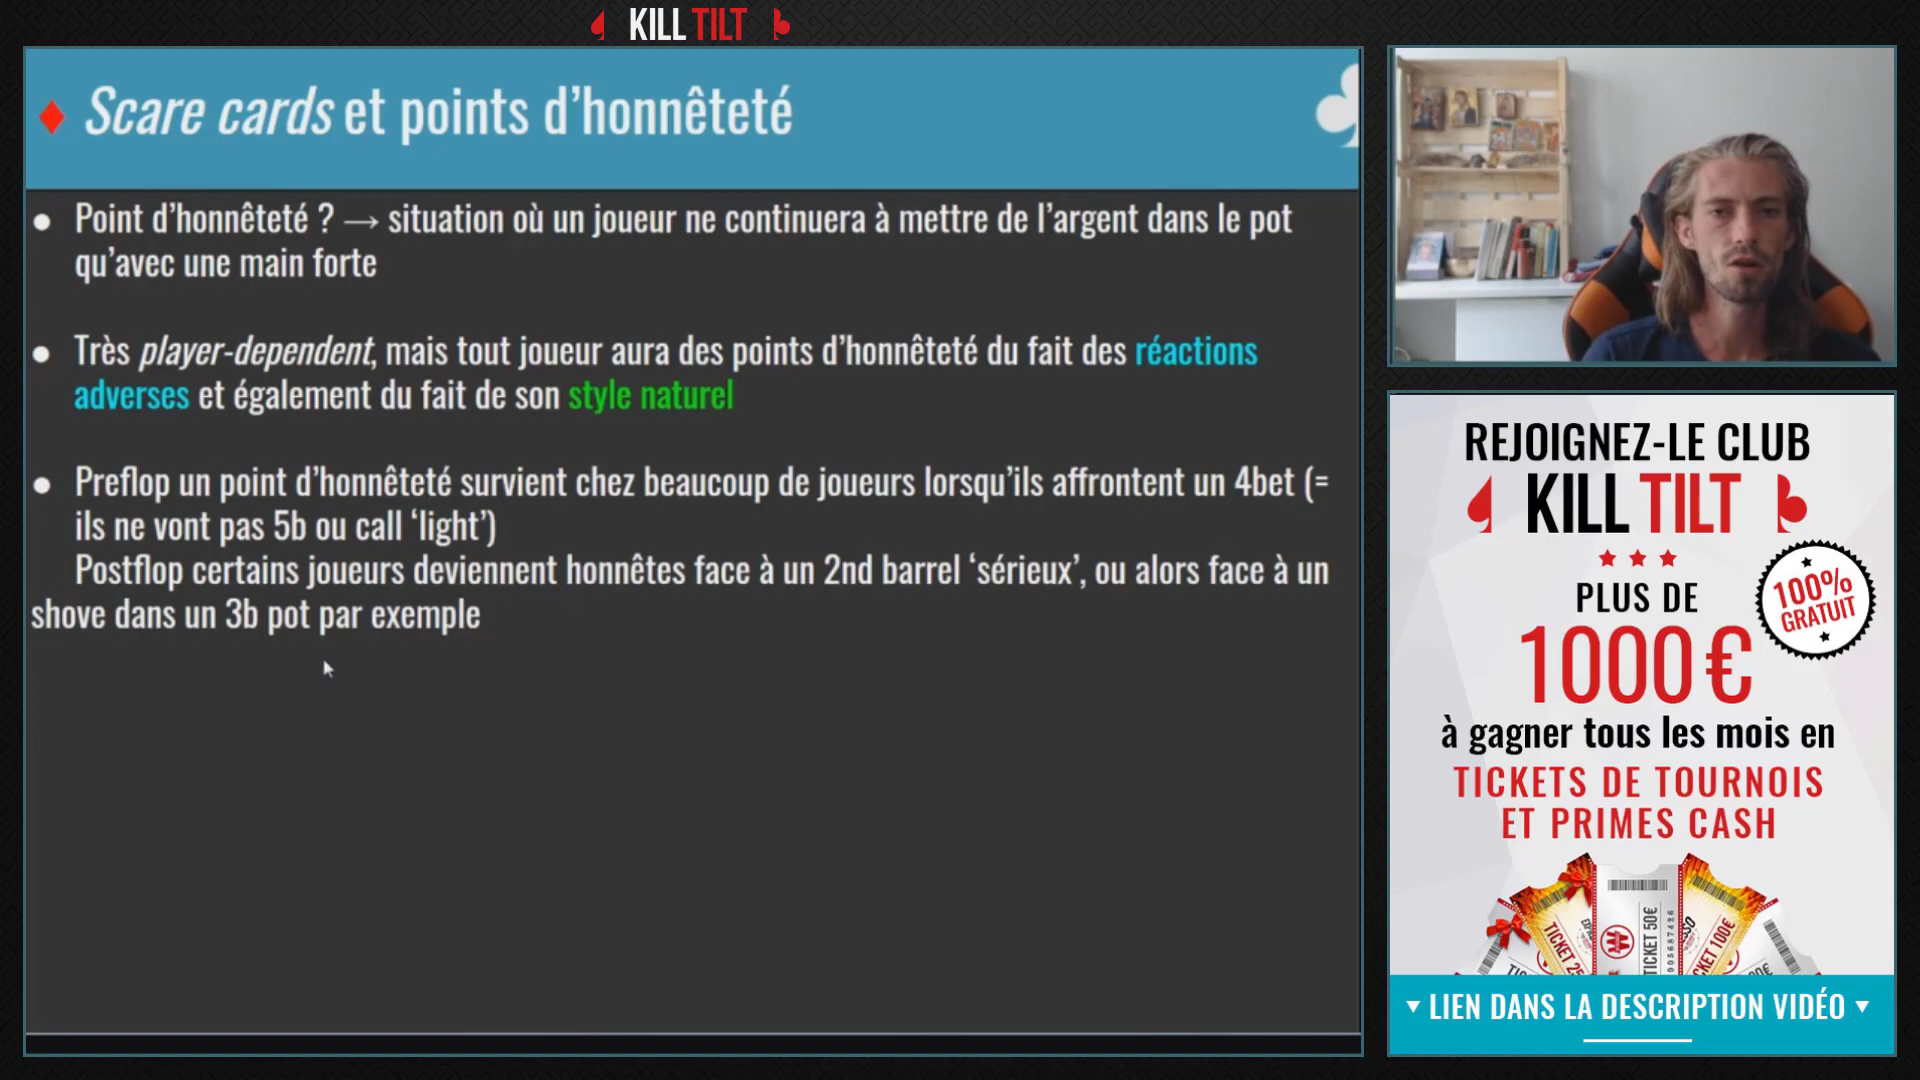 KILL TILT
Scare cards et points d’honnêteté
● Point d’honnêteté ? → situation où un joueur ne continuera à mettre de l’argent dans le pot
qu’avec une main forte
● Très player-dependent, mais tout joueur aura des points d’honnêteté du fait des réactions
adverses et également du fait de son style naturel
● Preflop un point d’honnêteté survient chez beaucoup de joueurs lorsqu’ils affrontent un 4bet (=
ils ne vont pas 5b ou call ‘light’)
Postflop certains joueurs deviennent honnêtes face à un 2nd barrel ‘sérieux’, ou alors face à un
shove dans un 3b pot par exemple
REJOIGNEZ-LE CLUB
KILL TILT
PLUS DE
100%
GRATUIT
1000€
à gagner tous les mois en
TICKETS DE TOURNOIS
ET PRIMES CASH
TICKET 50€
TICKET 100€
LIEN DANS LA DESCRIPTION VIDÉO